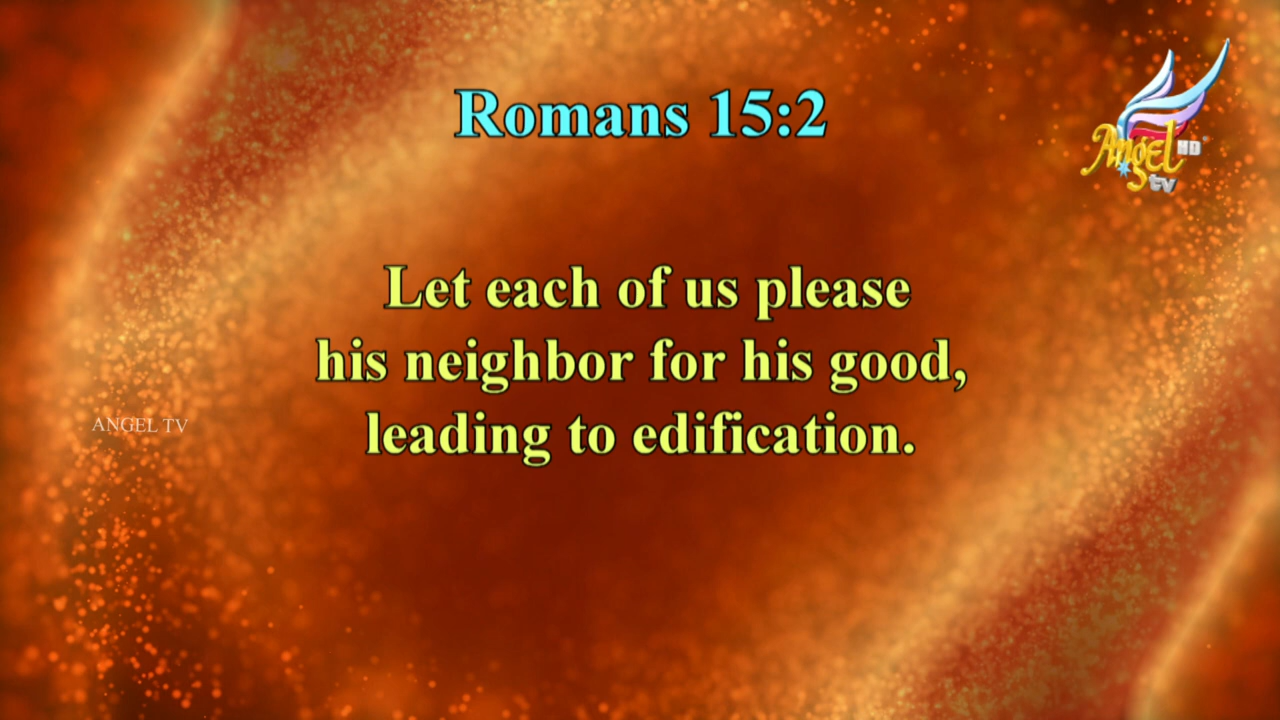 Romans 15:2
Angel HD
tv
Let each of us please
his neighbor for his good,
leading to edification.
ANGEL TV